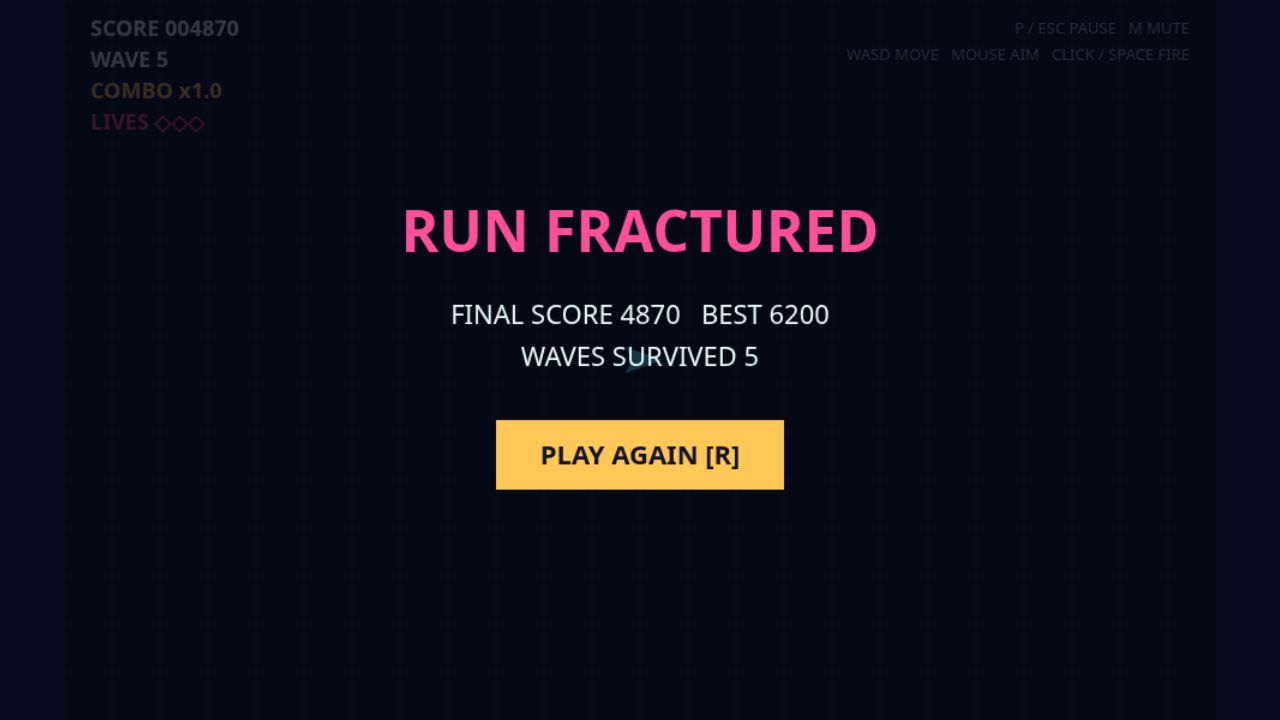 SCORE 004870
WAVE 5
COMBO x1.0
LIVES ◇◇◇
P / ESC PAUSE M MUTE
WASD MOVE MOUSE AIM CLICK / SPACE FIRE
RUN FRACTURED
FINAL SCORE 4870 BEST 6200
WAVES SURVIVED 5
PLAY AGAIN [R]